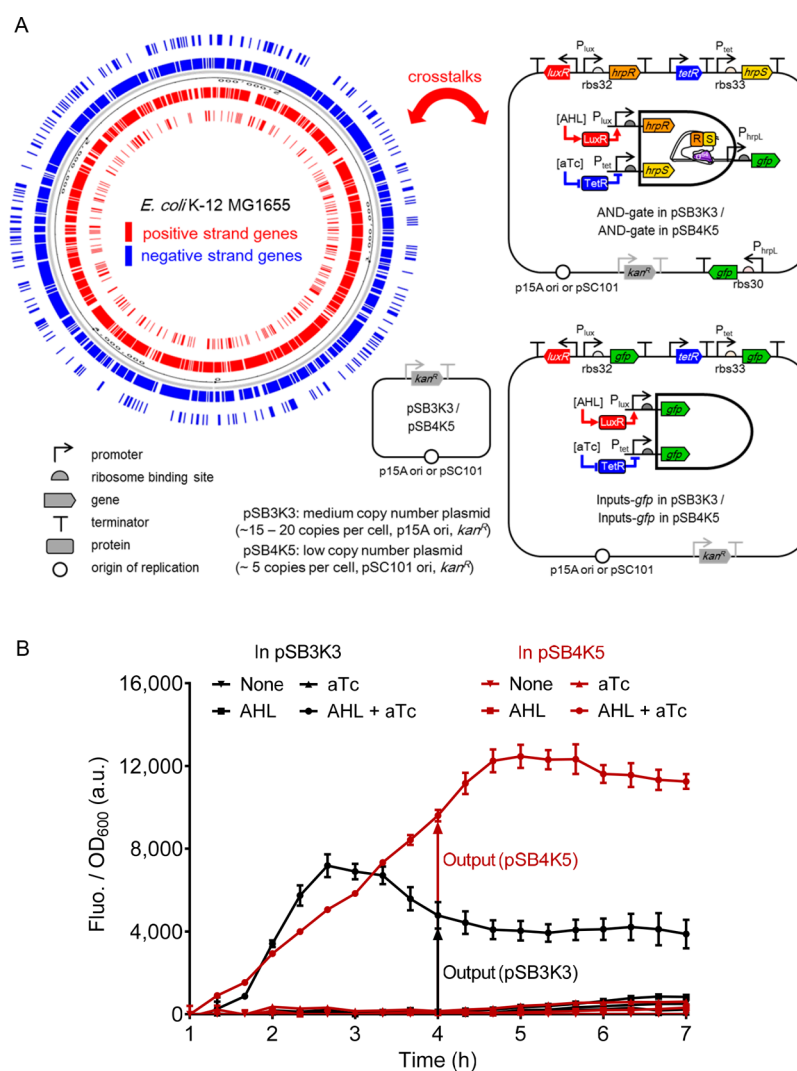 A
E. coli K-12 MG1655
positive strand genes
negative strand genes
crosstalks
Plux
Ptet
luxR
hrpR
tetR
hrpS
rbs32
rbs33
[AHL]
Plux
LuxR
hrpR
[aTc]
Ptet
TetR
hrpS
R S
PhrpL
gfp
AND-gate in pSB3K3 /
AND-gate in pSB4K5
PhrpL
p15A ori or pSC101
kanR
gfp
rbs30
Plux
Ptet
luxR
gfp
tetR
gfp
rbs32
rbs33
[AHL]
Plux
LuxR
gfp
[aTc]
Ptet
TetR
gfp
Inputs-gfp in pSB3K3 /
Inputs-gfp in pSB4K5
p15A ori or pSC101
kanR
kanR
pSB3K3 /
pSB4K5
p15A ori or pSC101
promoter
ribosome binding site
gene
terminator
protein
origin of replication
pSB3K3: medium copy number plasmid
(~15 – 20 copies per cell, p15A ori, kanR)
pSB4K5: low copy number plasmid
(~ 5 copies per cell, pSC101 ori, kanR)
B
In pSB3K3
In pSB4K5
None
aTc
AHL
AHL + aTc
None
aTc
AHL
AHL + aTc
16,000
12,000
8,000
4,000
0
Fluo. / OD600 (a.u.)
Output (pSB4K5)
Output (pSB3K3)
1 2 3 4 5 6 7
Time (h)